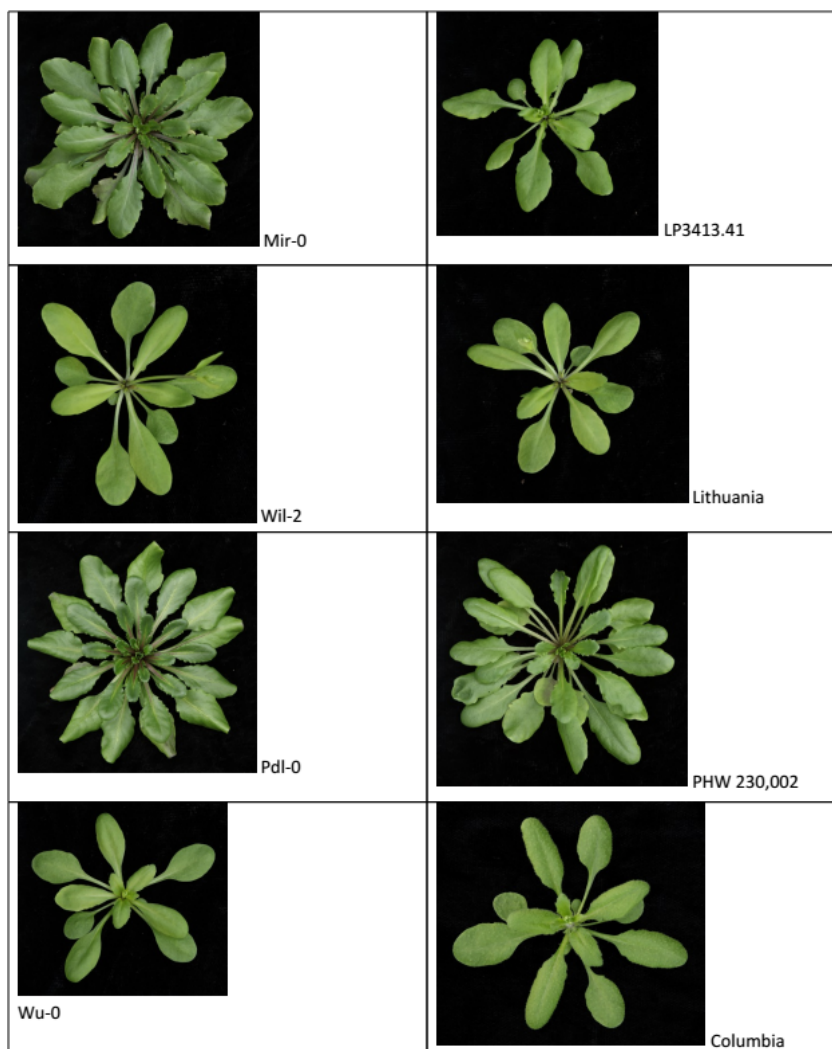 Mir-0
LP3413.41
Wil-2
Lithuania
Pdl-0
PHW 230,002
Wu-0
Columbia